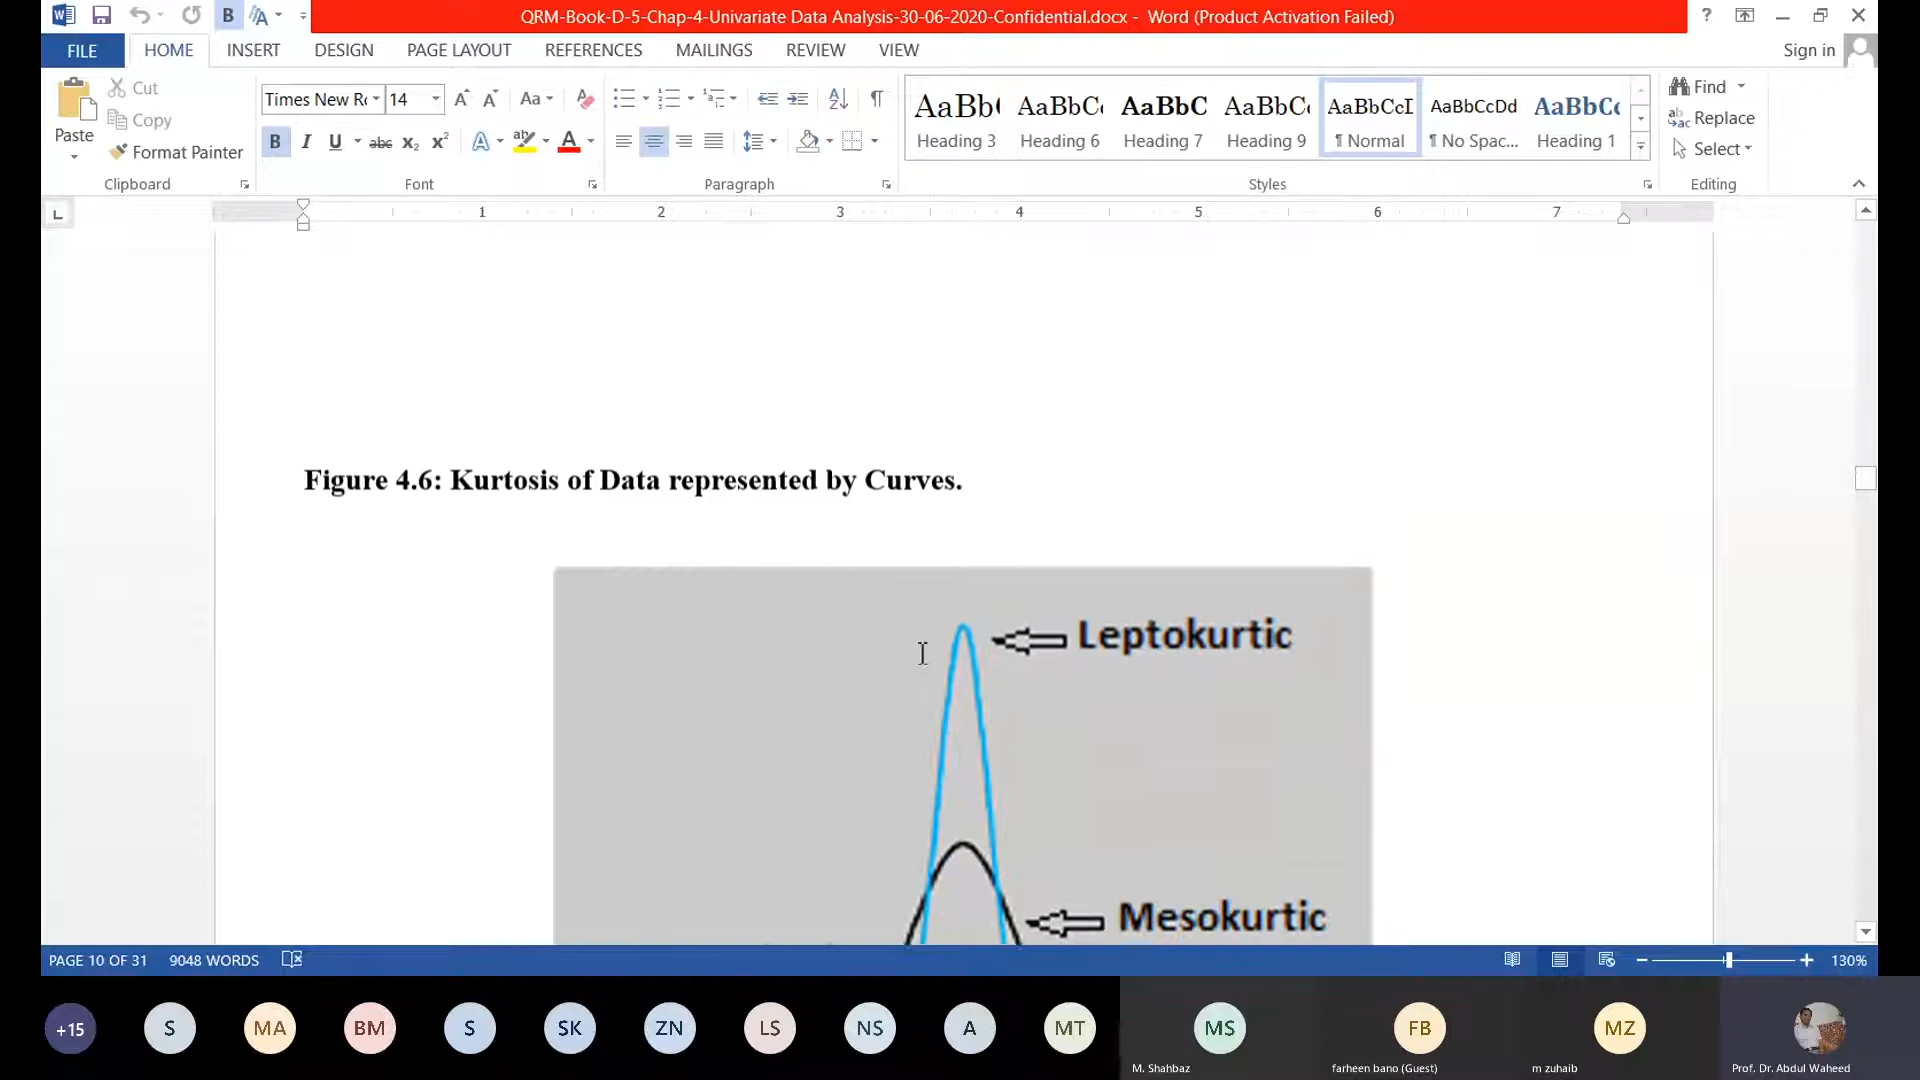 QRM-Book-D-5-Chap-4-Univariate Data Analysis-30-06-2020-Confidential.docx - Word (Product Activation Failed)
FILE HOME INSERT DESIGN PAGE LAYOUT REFERENCES MAILINGS REVIEW VIEW Sign in
Paste
Cut
Copy
Format Painter
Clipboard
Times New Ro 14
Font
Paragraph
AaBb( AaBbC( AaBbC AaBbC( AaBbCcI AaBbCcDd AaBbC(
Heading 3 Heading 6 Heading 7 Heading 9 ¶ Normal ¶ No Spac... Heading 1
Styles
Find
Replace
Select
Editing
1 2 3 4 5 6 7
Figure 4.6: Kurtosis of Data represented by Curves.
Leptokurtic
Mesokurtic
PAGE 10 OF 31 9048 WORDS 130%
+15 S MA BM S SK ZN LS NS A MT MS FB MZ
M. Shahbaz farheen bano (Guest) m zuhaib Prof. Dr. Abdul Waheed